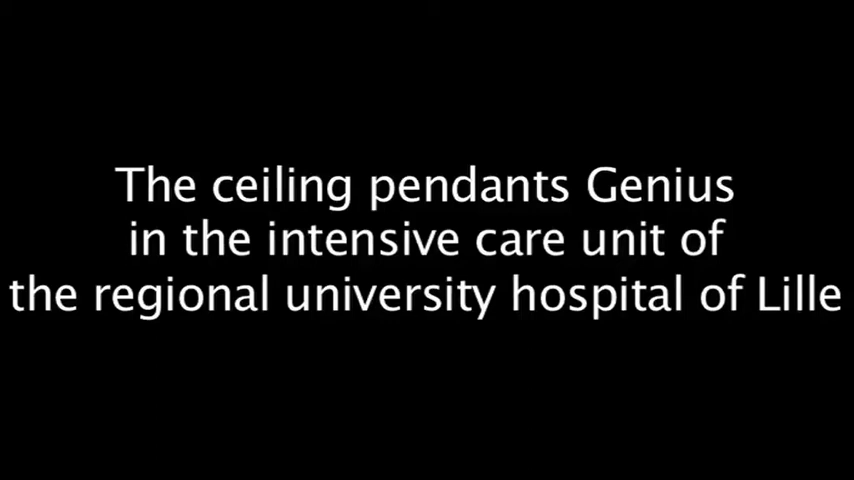 The ceiling pendants Genius
in the intensive care unit of
the regional university hospital of Lille